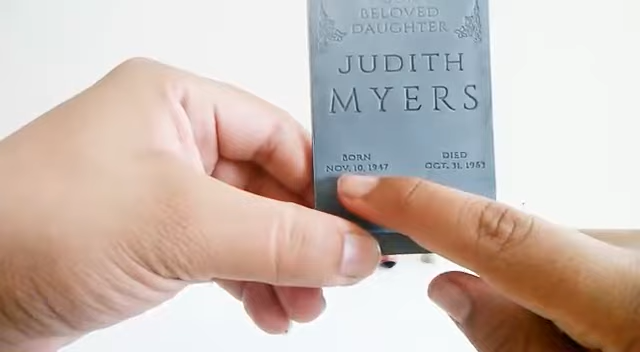 BELOVED
DAUGHTER
JUDITH
MYERS
BORN
NOV. 10, 1947
DIED
OCT. 31, 1963